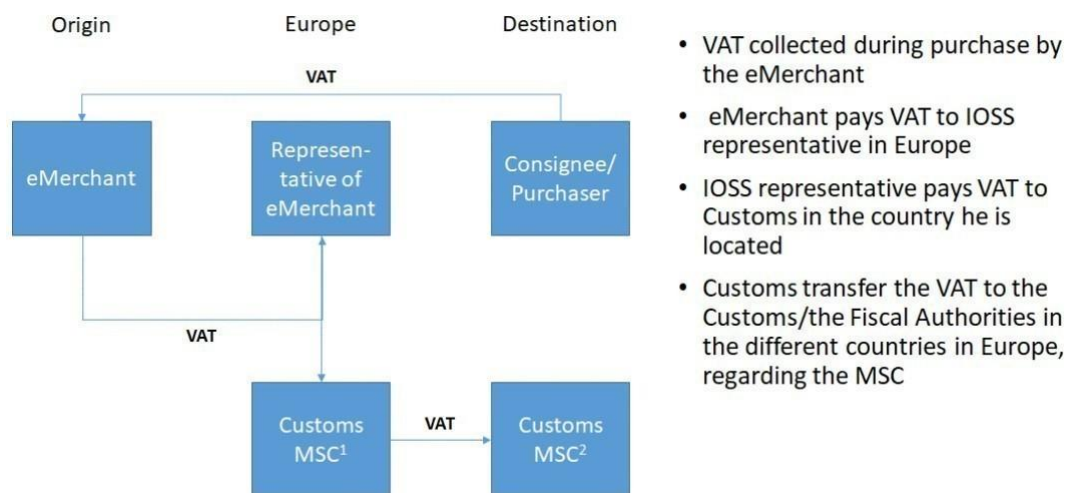 Origin
Europe
Destination
VAT
eMerchant
Represen-
tative of
eMerchant
Consignee/
Purchaser
VAT
Customs
MSC¹
VAT
Customs
MSC²
• VAT collected during purchase by
the eMerchant
• eMerchant pays VAT to IOSS
representative in Europe
• IOSS representative pays VAT to
Customs in the country he is
located
• Customs transfer the VAT to the
Customs/the Fiscal Authorities in
the different countries in Europe,
regarding the MSC